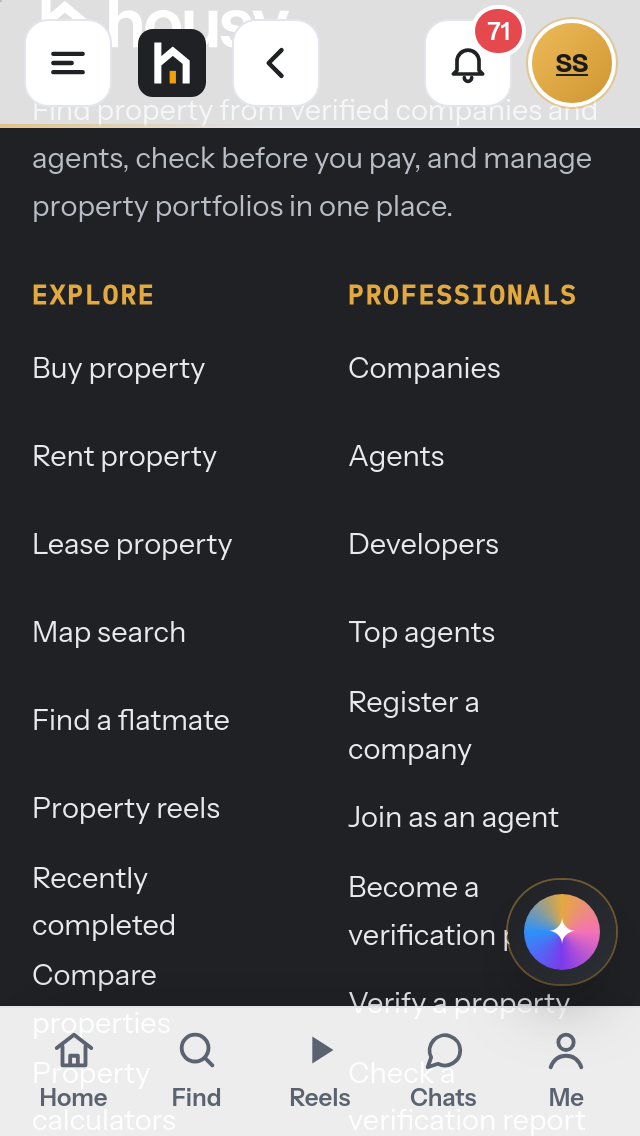 housy
71
SS
Find property from verified companies and
agents, check before you pay, and manage
property portfolios in one place.
EXPLORE
Buy property
Rent property
Lease property
Map search
Find a flatmate
Property reels
Recently
completed
Compare
properties
Property
calculators
PROFESSIONALS
Companies
Agents
Developers
Top agents
Register a
company
Join as an agent
Become a
verification
Verify a property
Check a
verification report
Home
Find
Reels
Chats
Me